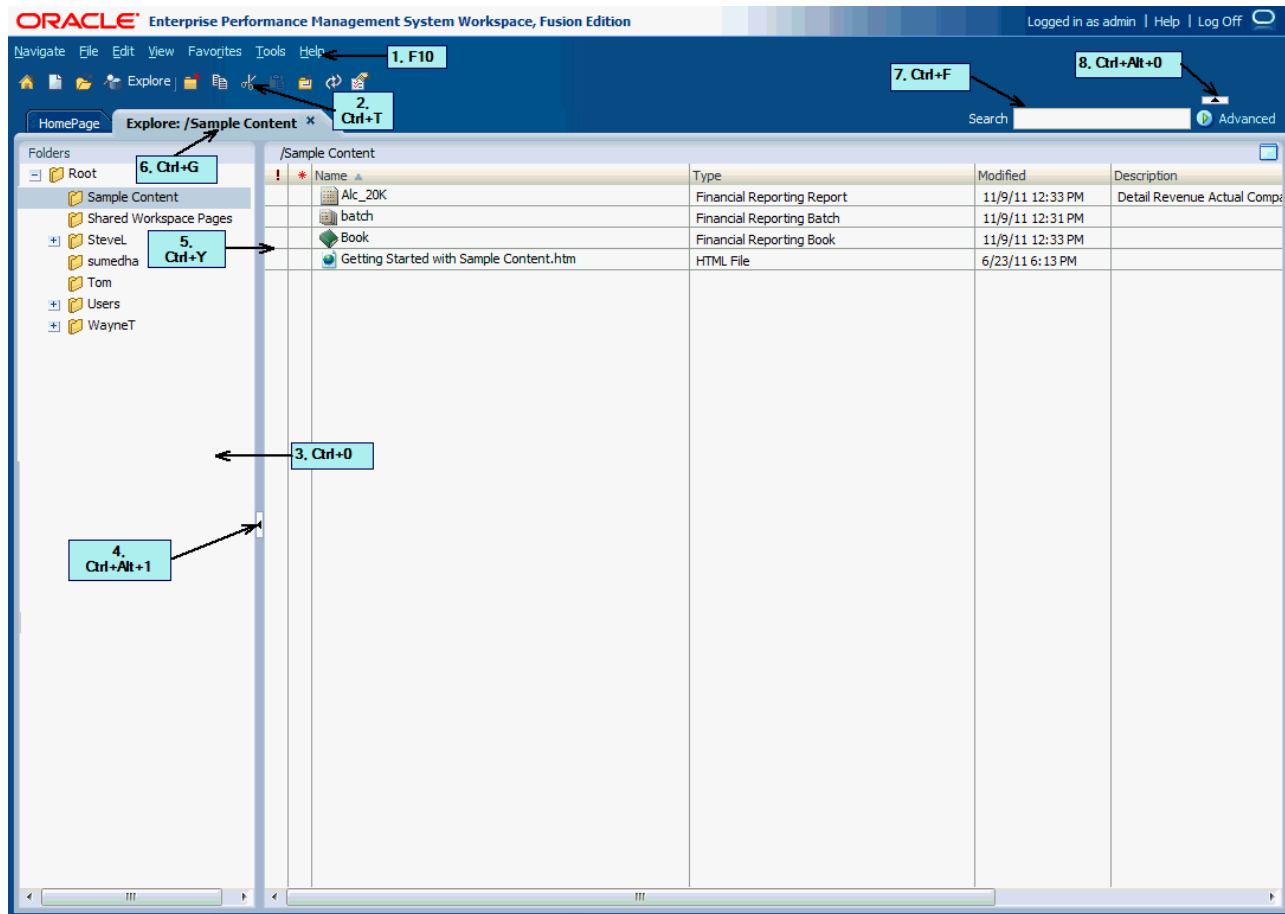 ORACLE Enterprise Performance Management System Workspace, Fusion Edition
Logged in as admin | Help | Log Off
Navigate File Edit View Favorites Tools Help
1. F10
8. Ctrl+Alt+0
Explore
7. Ctrl+F
2.
Ctrl+T
HomePage
Explore: /Sample Content ×
Search
Advanced
Folders
6. Ctrl+G
/Sample Content
Root
! * Name Type Modified Description
Sample Content
Alc_20K Financial Reporting Report 11/9/11 12:33 PM Detail Revenue Actual Compa
Shared Workspace Pages
batch Financial Reporting Batch 11/9/11 12:31 PM
SteveL
5.
Ctrl+Y
Book Financial Reporting Book 11/9/11 12:33 PM
sumedha
Getting Started with Sample Content.htm HTML File 6/23/11 6:13 PM
Tom
Users
WayneT
3. Ctrl+0
4.
Ctrl+Alt+1